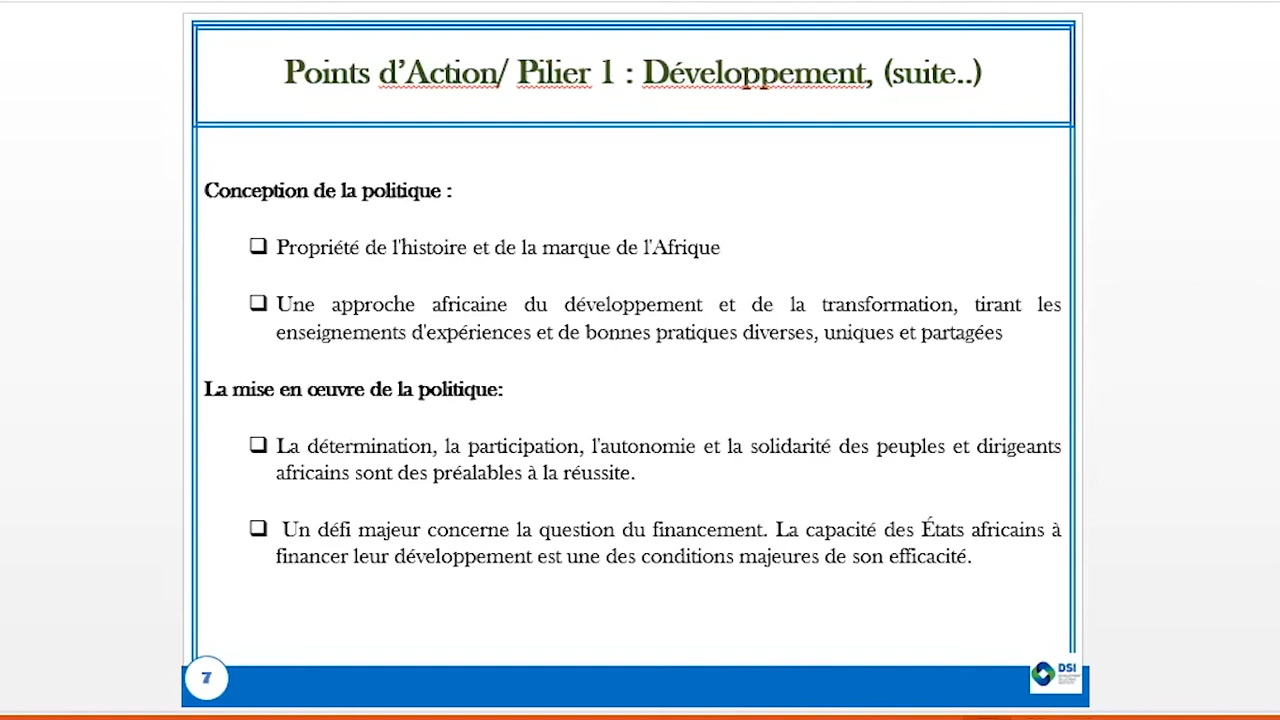 Points d’Action/ Pilier 1 : Développement, (suite..)
Conception de la politique :
Propriété de l'histoire et de la marque de l'Afrique
Une approche africaine du développement et de la transformation, tirant les
enseignements d'expériences et de bonnes pratiques diverses, uniques et partagées
La mise en œuvre de la politique:
La détermination, la participation, l'autonomie et la solidarité des peuples et dirigeants
africains sont des préalables à la réussite.
Un défi majeur concerne la question du financement. La capacité des États africains à
financer leur développement est une des conditions majeures de son efficacité.
7
DSI